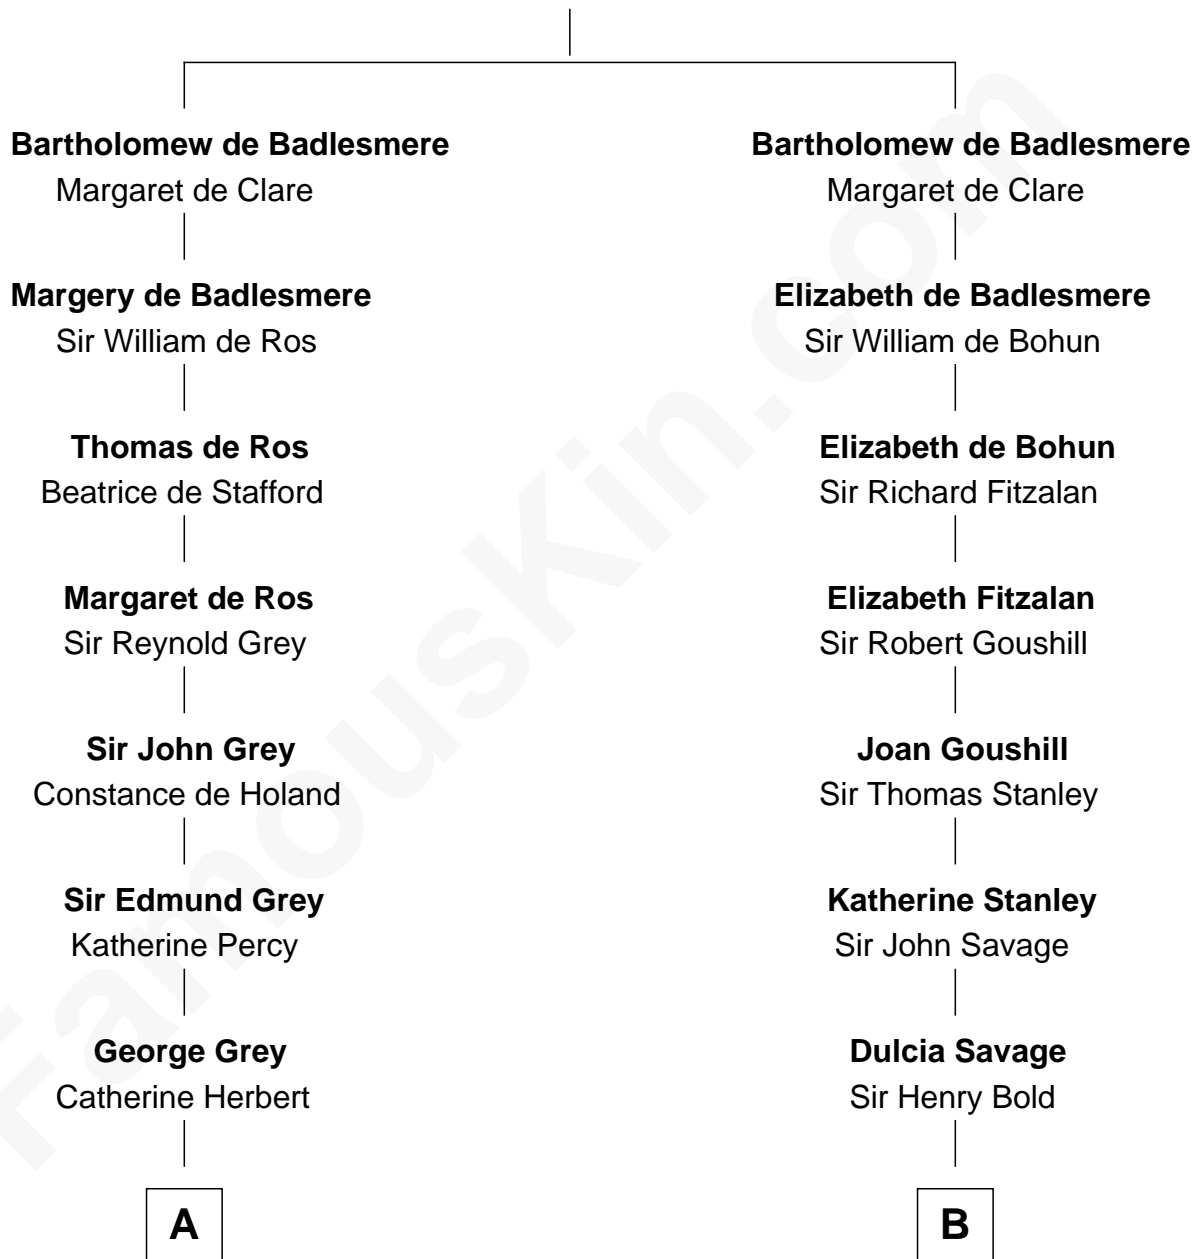 Bartholomew de Badlesmere
Margaret de Clare
Margery de Badlesmere
Sir William de Ros
Thomas de Ros
Beatrice de Stafford
Margaret de Ros
Sir Reynold Grey
Sir John Grey
Constance de Holand
Sir Edmund Grey
Katherine Percy
George Grey
Catherine Herbert
A
Bartholomew de Badlesmere
Margaret de Clare
Elizabeth de Badlesmere
Sir William de Bohun
Elizabeth de Bohun
Sir Richard Fitzalan
Elizabeth Fitzalan
Sir Robert Goushill
Joan Goushill
Sir Thomas Stanley
Katherine Stanley
Sir John Savage
Dulcia Savage
Sir Henry Bold
B
FamousKin.com